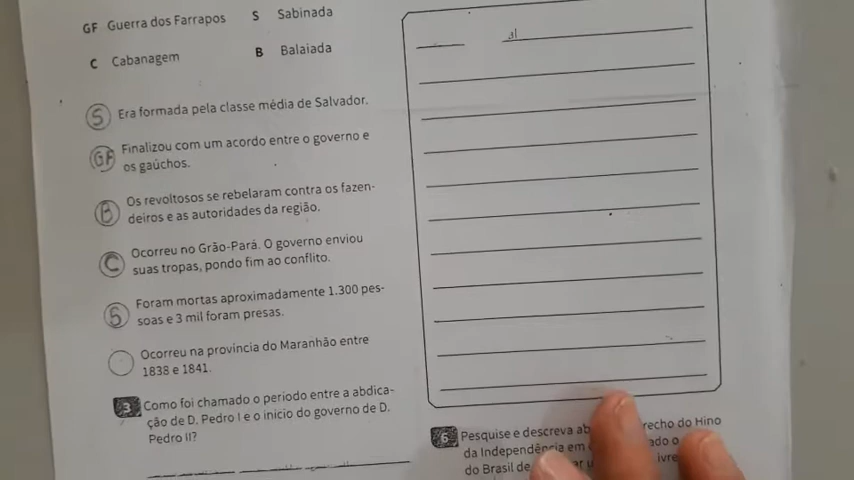 GF Guerra dos Farrapos
S Sabinada
C Cabanagem
B Balaiada
S Era formada pela classe média de Salvador.
GF Finalizou com um acordo entre o governo e
os gaúchos.
B Os revoltosos se rebelaram contra os fazen-
deiros e as autoridades da região.
C Ocorreu no Grão-Pará. O governo enviou
suas tropas, pondo fim ao conflito.
S Foram mortas aproximadamente 1.300 pes-
soas e 3 mil foram presas.
Ocorreu na província do Maranhão entre
1838 e 1841.
3 Como foi chamado o período entre a abdica-
ção de D. Pedro I e o início do governo de D.
Pedro II?
6 Pesquise e descreva do Hino
da Independência em
do Brasil de